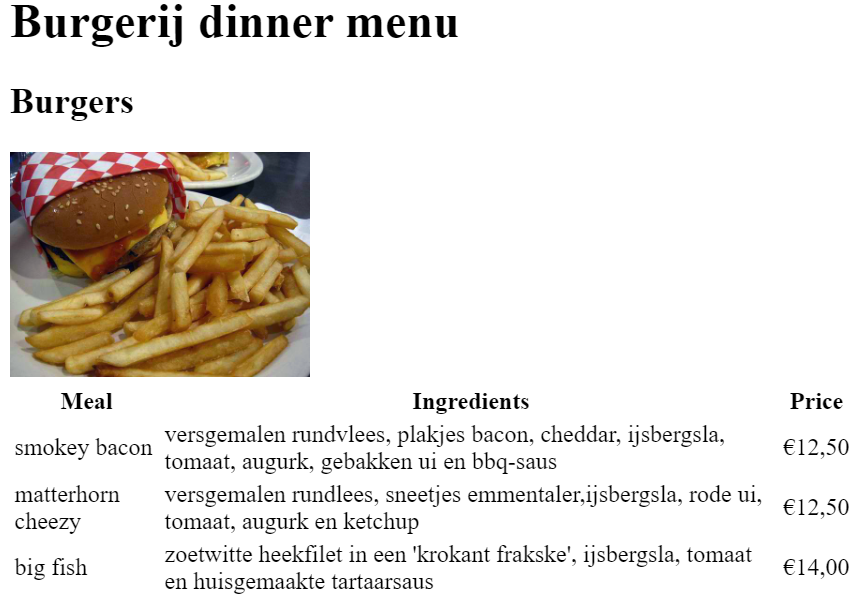 Burgerij dinner menu
Burgers
Meal Ingredients Price
smokey bacon versgemalen rundvlees, plakjes bacon, cheddar, ijsbergsla, €12,50
tomaat, augurk, gebakken ui en bbq-saus
matterhorn versgemalen rundlees, sneetjes emmentaler,ijsbergsla, rode ui, €12,50
cheezy tomaat, augurk en ketchup
big fish zoetwitte heekfilet in een 'krokant frakske', ijsbergsla, tomaat €14,00
en huisgemaakte tartaarsaus